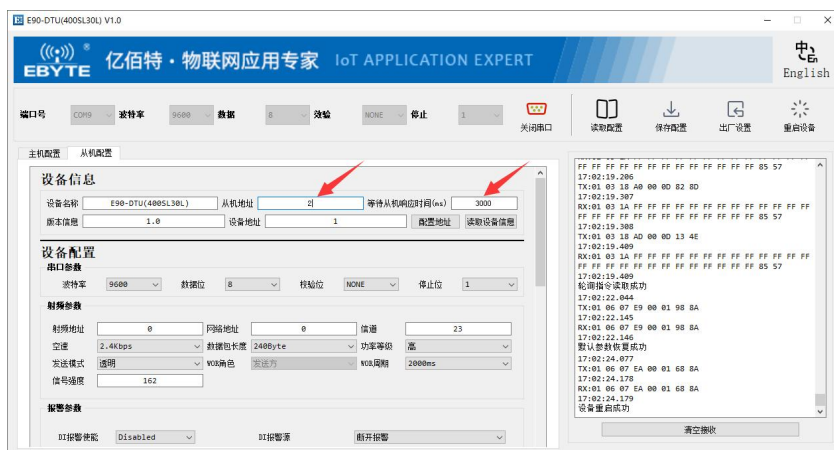 E90-DTU(400SL30L) V1.0
EBYTE ® 亿佰特·物联网应用专家 IoT APPLICATION EXPERT
中 English
端口号 COM9 波特率 9600 数据 8 效验 NONE 停止 1 关闭串口 读取配置 保存配置 出厂设置 重启设备
主机配置 从机配置
设备信息
设备名称 E90-DTU(400SL30L) 从机地址 2 等待从机响应时间(ms) 3000
版本信息 1.0 设备地址 1 配置地址 读取设备信息
设备配置
串口参数
波特率 9600 数据位 8 校验位 NONE 停止位 1
射频参数
射频地址 0 网络地址 0 信道 23
空速 2.4Kbps 数据包长度 240Byte 功率等级 高
发送模式 透明 WOR角色 发送方 WOR周期 2000ms
信号强度 162
报警参数
DI报警使能 Disabled DI报警源 断开报警
FF FF FF FF FF FF FF FF FF FF FF 85 57
17:02:19.206
TX:01 03 18 A0 00 0D 82 8D
17:02:19.307
RX:01 03 1A FF FF FF FF FF FF FF FF FF FF FF FF FF
FF FF FF FF FF FF FF FF FF FF FF 85 57
17:02:19.308
TX:01 03 18 AD 00 0D 13 4E
17:02:19.409
RX:01 03 1A FF FF FF FF FF FF FF FF FF FF FF FF FF
FF FF FF FF FF FF FF FF FF FF FF 85 57
17:02:19.409
轮询指令读取成功
17:02:22.044
TX:01 06 07 E9 00 01 98 8A
17:02:22.145
RX:01 06 07 E9 00 01 98 8A
17:02:22.146
默认参数恢复成功
17:02:24.077
TX:01 06 07 EA 00 01 68 8A
17:02:24.178
RX:01 06 07 EA 00 01 68 8A
17:02:24.179
设备重启成功
清空接收